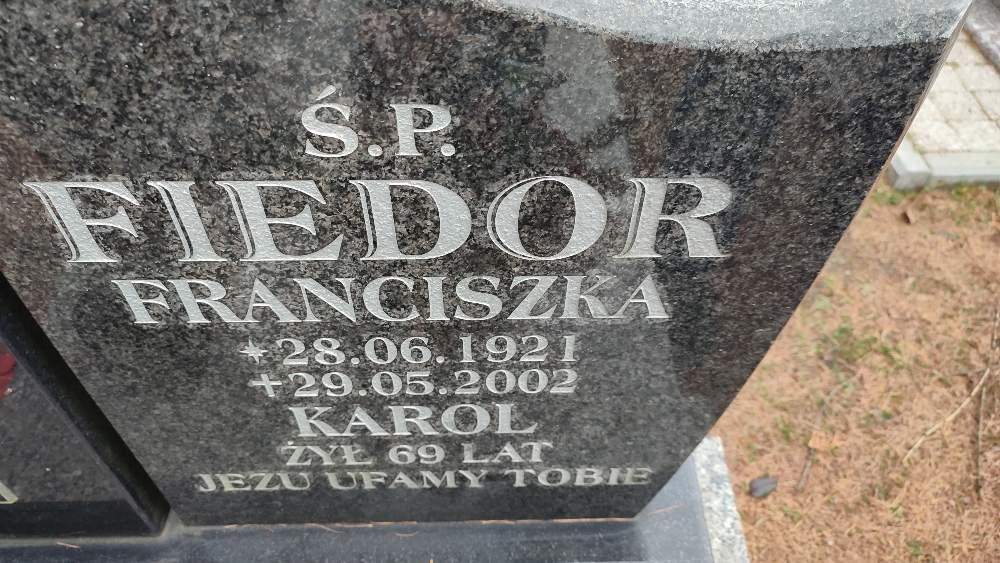 Ś.P.
FIEDOR
FRANCISZKA
* 28.06.1921
+ 29.05.2002
KAROL
ŻYŁ 69 LAT
JEZU UFAMY TOBIE